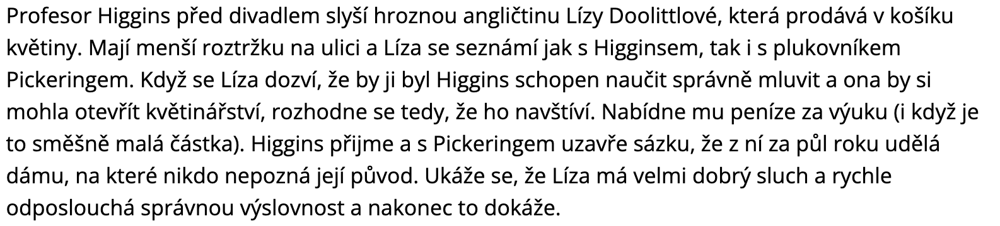 Profesor Higgins před divadlem slyší hroznou angličtinu Lízy Doolittlové, která prodává v košíku
květiny. Mají menší roztržku na ulici a Líza se seznámí jak s Higginsem, tak i s plukovníkem
Pickeringem. Když se Líza dozví, že by ji byl Higgins schopen naučit správně mluvit a ona by si
mohla otevřít květinářství, rozhodne se tedy, že ho navštíví. Nabídne mu peníze za výuku (i když je
to směšně malá částka). Higgins přijme a s Pickeringem uzavře sázku, že z ní za půl roku udělá
dámu, na které nikdo nepozná její původ. Ukáže se, že Líza má velmi dobrý sluch a rychle
odposlouchá správnou výslovnost a nakonec to dokáže.